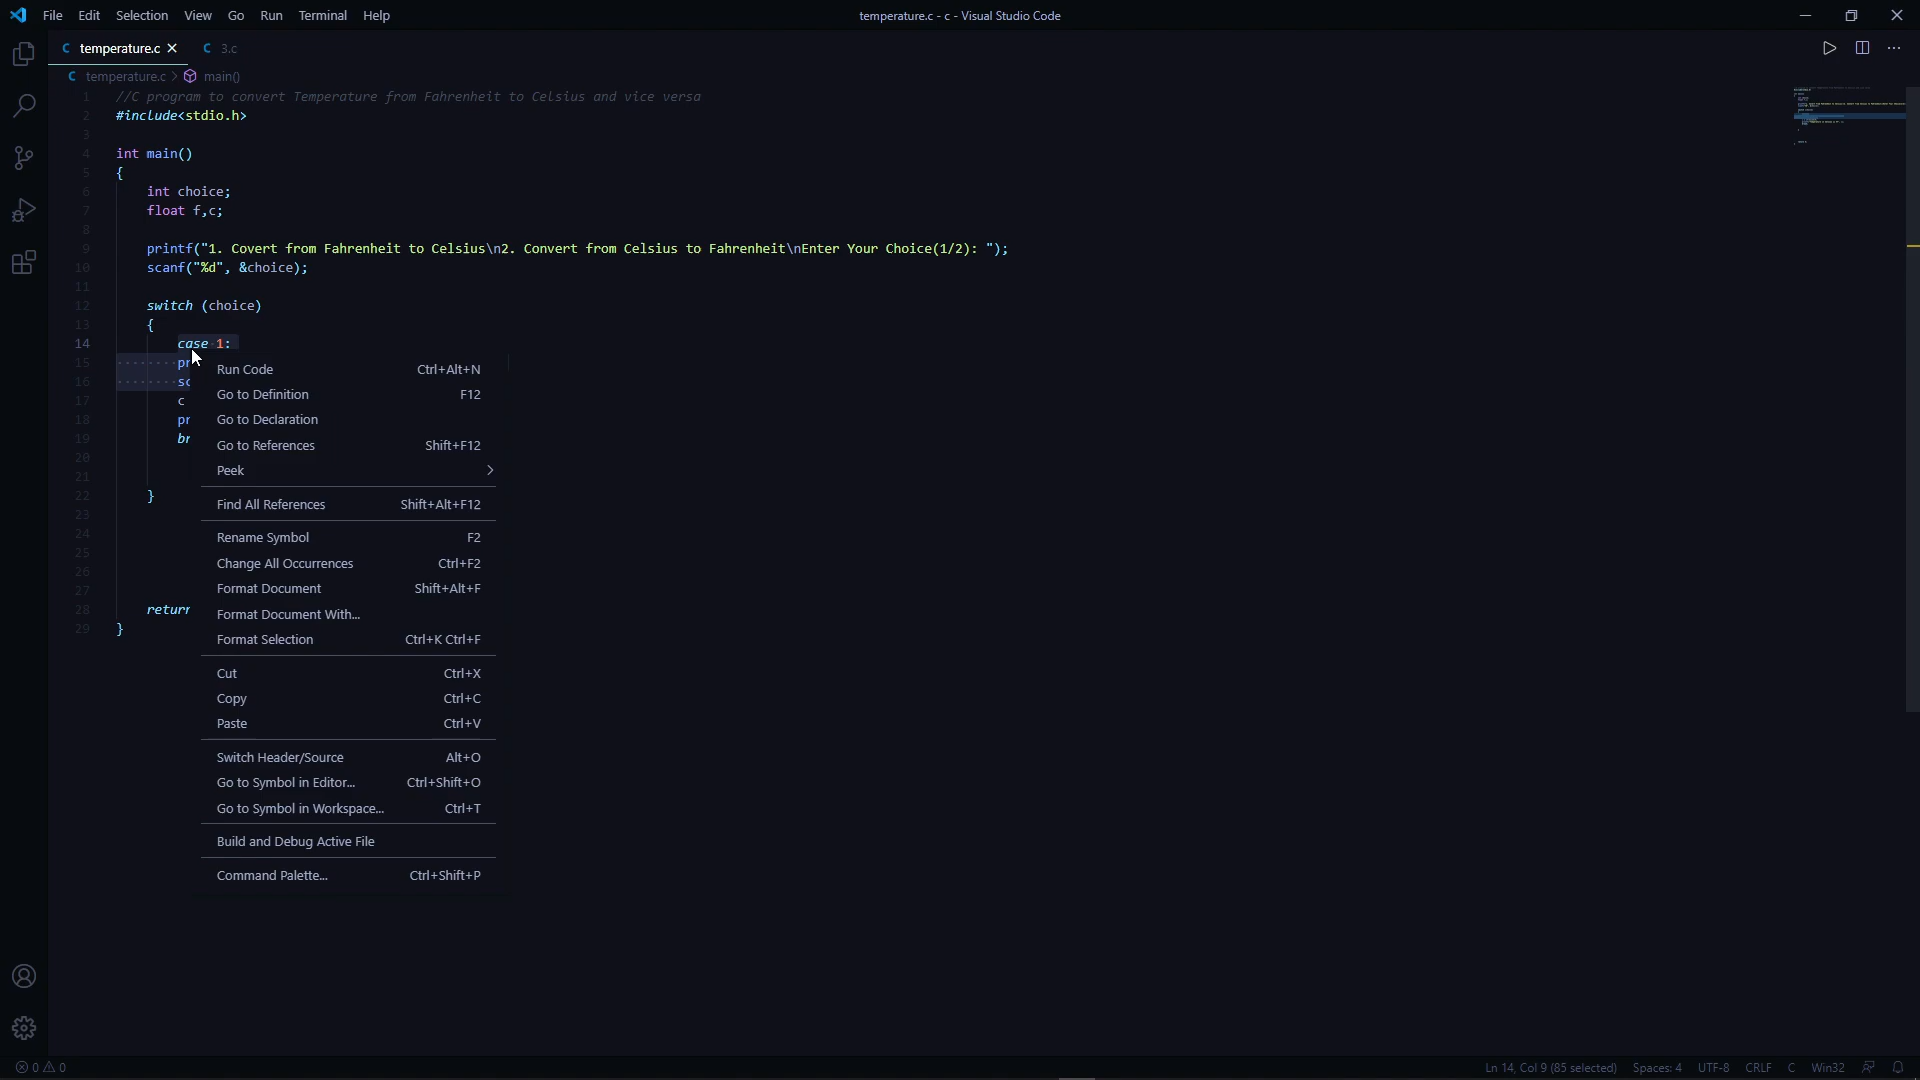 File Edit Selection View Go Run Terminal Help
temperature.c - c - Visual Studio Code
C temperature.c C 3.c
C temperature.c > main()
1 //C program to convert Temperature from Fahrenheit to Celsius and vice versa
2 #include<stdio.h>
3
4 int main()
5 {
6 int choice;
7 float f,c;
8
9 printf("1. Covert from Fahrenheit to Celsius\n2. Convert from Celsius to Fahrenheit\nEnter Your Choice(1/2): ");
10 scanf("%d", &choice);
11
12 switch (choice)
13 {
14 case 1:
15 pr
16 sc
17 c
18 pr
19 br
20
21
22 }
23
24
25
26
27
28 return
29 }
Run Code Ctrl+Alt+N
Go to Definition F12
Go to Declaration
Go to References Shift+F12
Peek >
Find All References Shift+Alt+F12
Rename Symbol F2
Change All Occurrences Ctrl+F2
Format Document Shift+Alt+F
Format Document With...
Format Selection Ctrl+K Ctrl+F
Cut Ctrl+X
Copy Ctrl+C
Paste Ctrl+V
Switch Header/Source Alt+O
Go to Symbol in Editor... Ctrl+Shift+O
Go to Symbol in Workspace... Ctrl+T
Build and Debug Active File
Command Palette... Ctrl+Shift+P
0 0
Ln 14, Col 9 (85 selected) Spaces: 4 UTF-8 CRLF C Win32